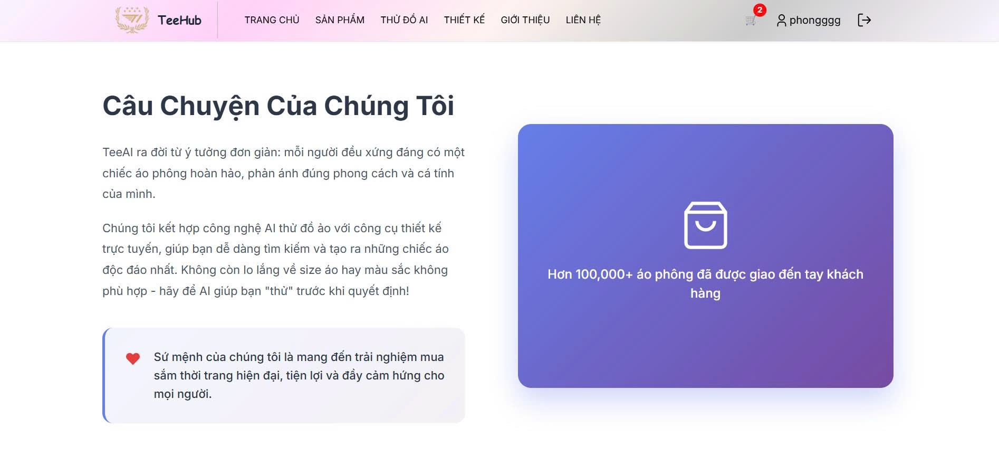 TeeHub
TRANG CHỦ
SẢN PHẨM
THỬ ĐỒ AI
THIẾT KẾ
GIỚI THIỆU
LIÊN HỆ
2
phongggg
Câu Chuyện Của Chúng Tôi
TeeAI ra đời từ ý tưởng đơn giản: mỗi người đều xứng đáng có một
chiếc áo phông hoàn hảo, phản ánh đúng phong cách và cá tính
của mình.
Chúng tôi kết hợp công nghệ AI thử đồ ảo với công cụ thiết kế
trực tuyến, giúp bạn dễ dàng tìm kiếm và tạo ra những chiếc áo
độc đáo nhất. Không còn lo lắng về size áo hay màu sắc không
phù hợp - hãy để AI giúp bạn "thử" trước khi quyết định!
Sứ mệnh của chúng tôi là mang đến trải nghiệm mua
sắm thời trang hiện đại, tiện lợi và đầy cảm hứng cho
mọi người.
Hơn 100,000+ áo phông đã được giao đến tay khách
hàng